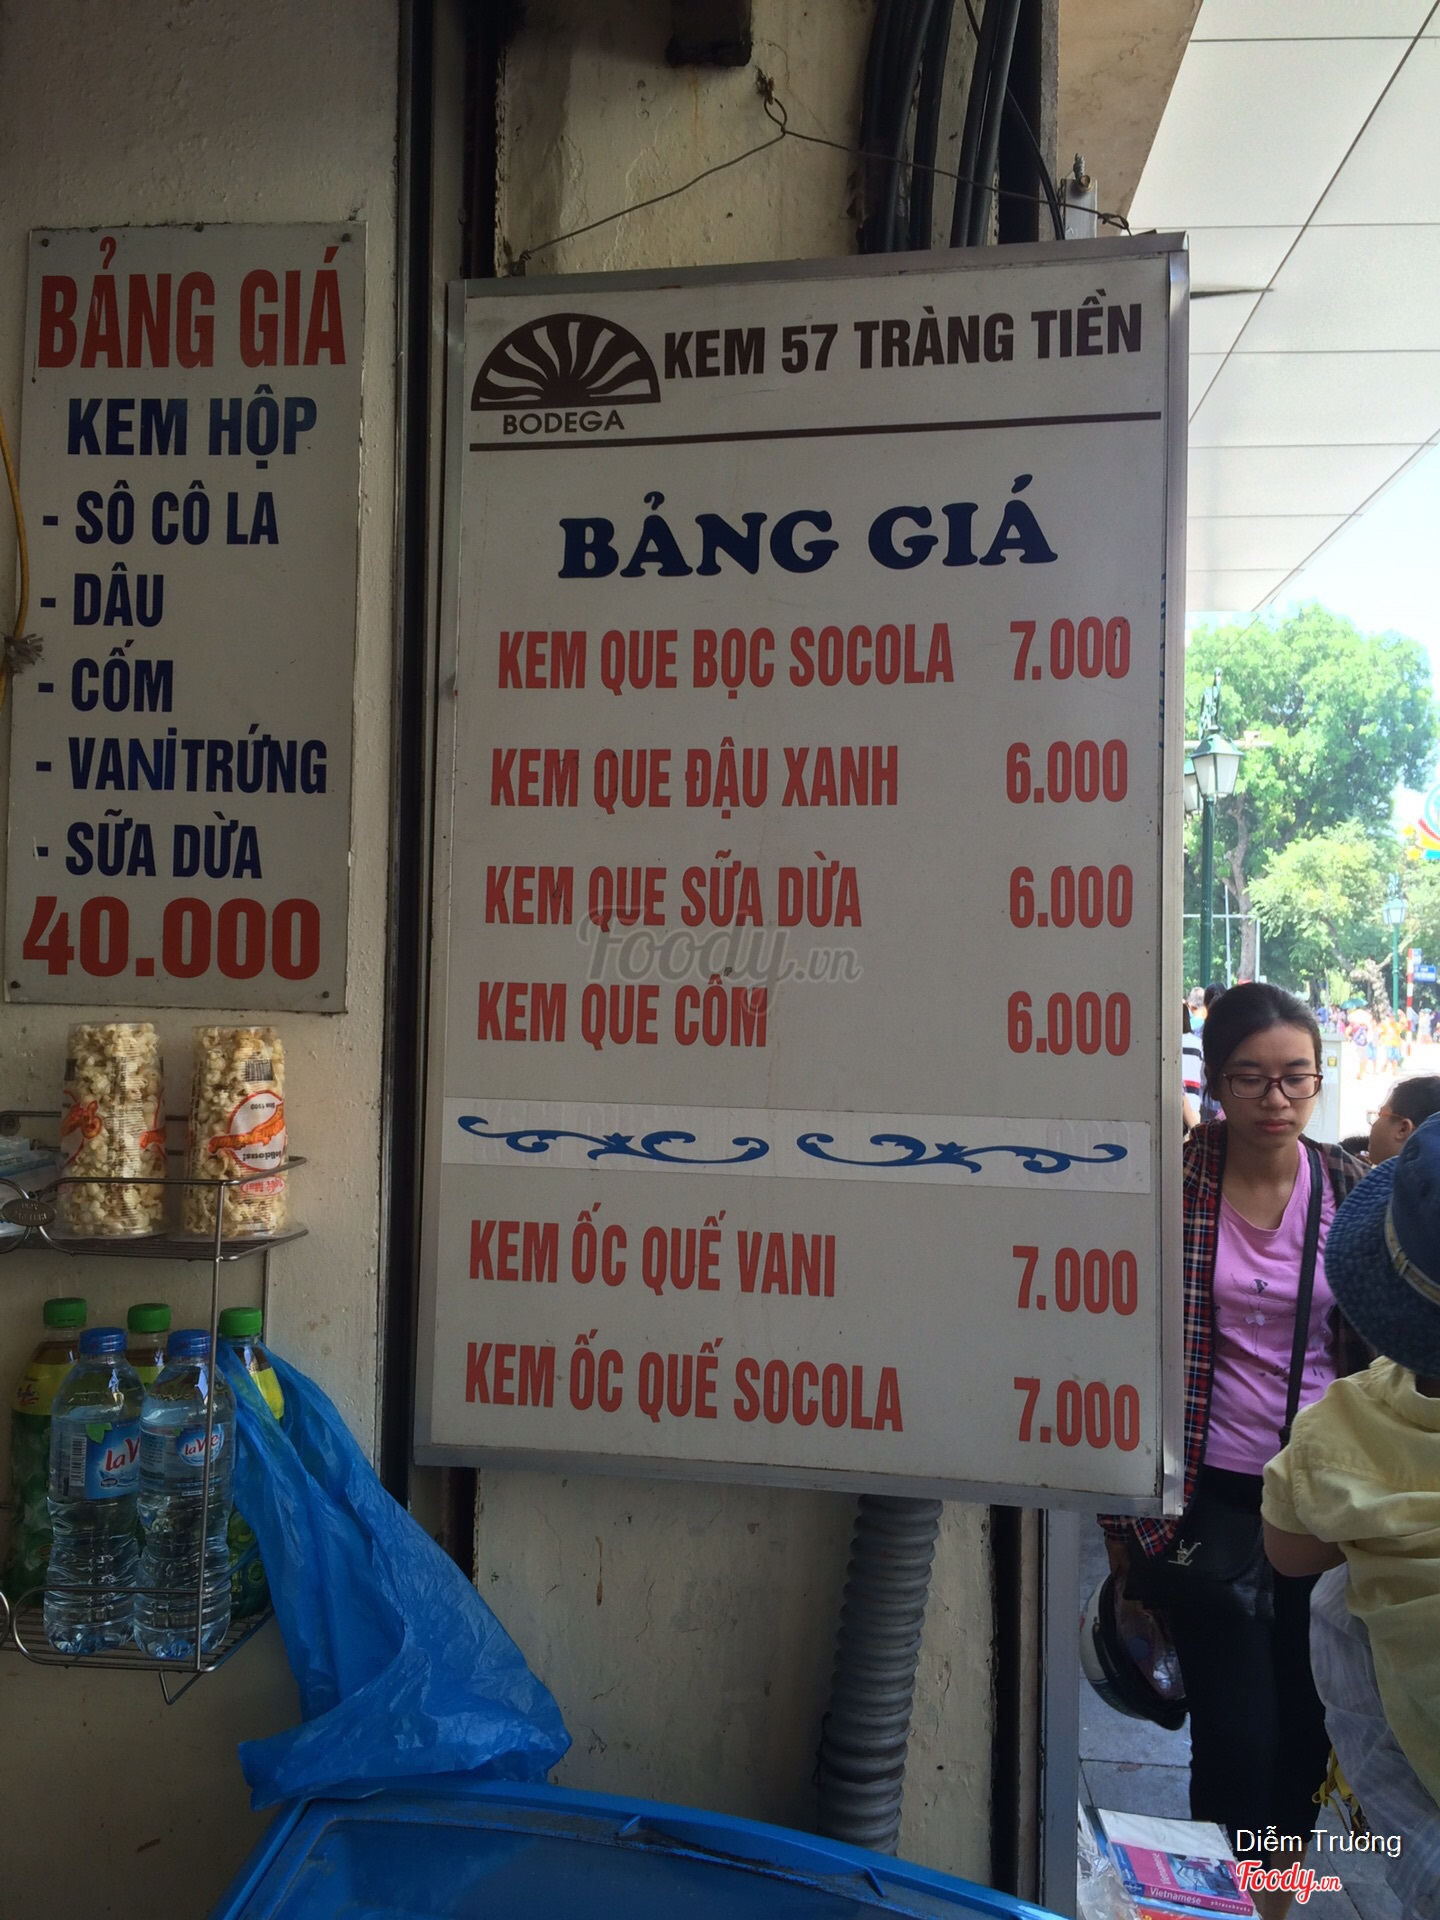 BẢNG GIÁ
KEM HỘP
- SÔ CÔ LA
- DÂU
- CỐM
- VANi TRỨNG
- SỮA DỪA
40.000
BODEGA
KEM 57 TRÀNG TIỀN
BẢNG GIÁ
KEM QUE BỌC SOCOLA 7.000
KEM QUE ĐẬU XANH 6.000
KEM QUE SỮA DỪA 6.000
KEM QUE CỐM 6.000
KEM ỐC QUẾ VANI 7.000
KEM ỐC QUẾ SOCOLA 7.000
Foody.vn
laVie
Vietnamese
Diễm Trương
Foody.vn